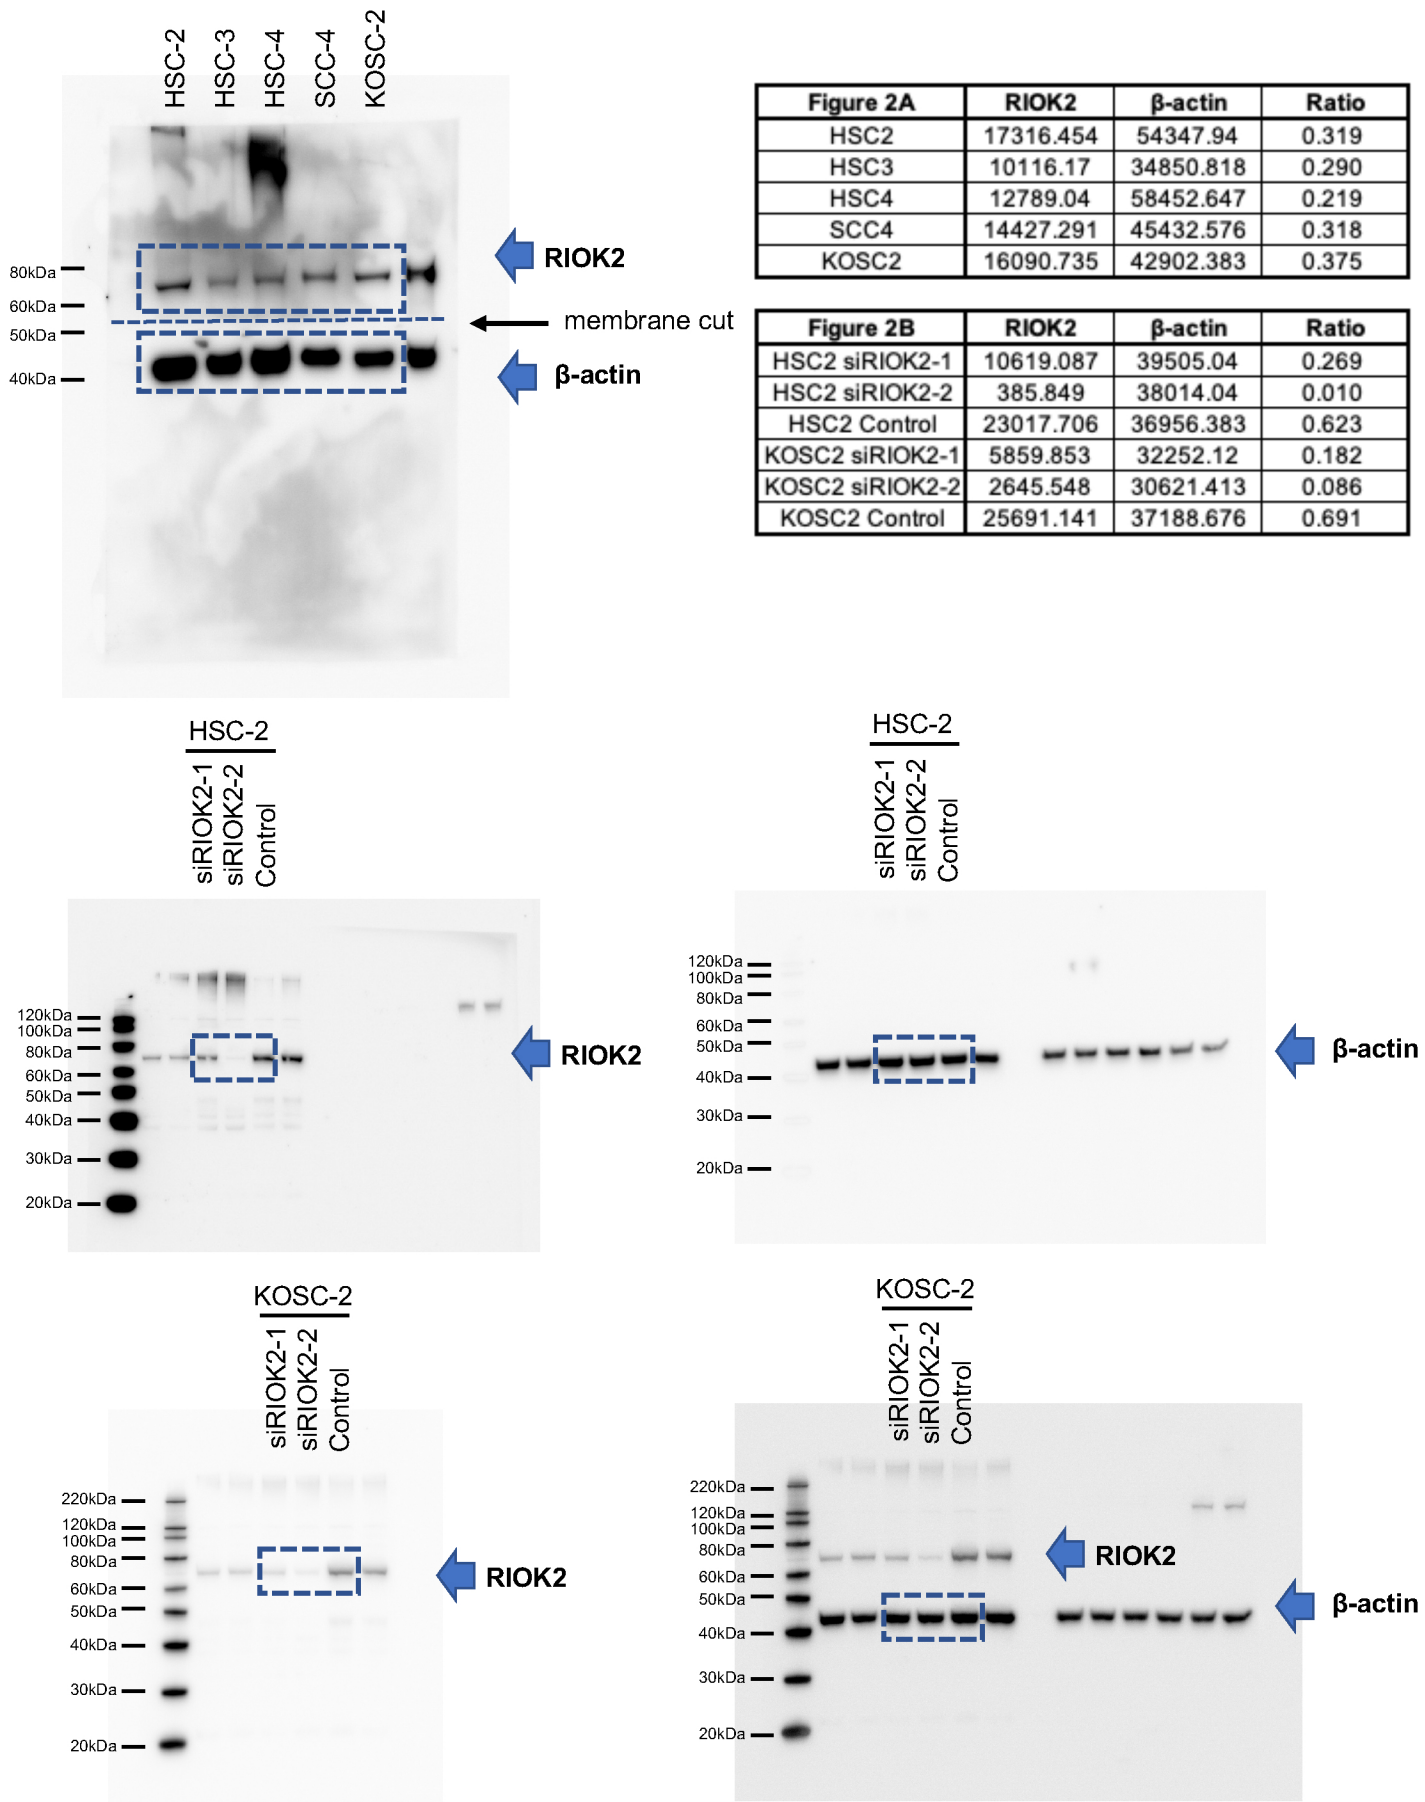 HSC-2
HSC-3
HSC-4
SCC-4
KOSC-2
80kDa
60kDa
50kDa
40kDa
RIOK2
membrane cut
β-actin
Figure 2A RIOK2 β-actin Ratio
HSC2 17316.454 54347.94 0.319
HSC3 10116.17 34850.818 0.290
HSC4 12789.04 58452.647 0.219
SCC4 14427.291 45432.576 0.318
KOSC2 16090.735 42902.383 0.375
Figure 2B RIOK2 β-actin Ratio
HSC2 siRIOK2-1 10619.087 39505.04 0.269
HSC2 siRIOK2-2 385.849 38014.04 0.010
HSC2 Control 23017.706 36956.383 0.623
KOSC2 siRIOK2-1 5859.853 32252.12 0.182
KOSC2 siRIOK2-2 2645.548 30621.413 0.086
KOSC2 Control 25691.141 37188.676 0.691
HSC-2
siRIOK2-1
siRIOK2-2
Control
120kDa
100kDa
80kDa
60kDa
50kDa
40kDa
30kDa
20kDa
RIOK2
HSC-2
siRIOK2-1
siRIOK2-2
Control
120kDa
100kDa
80kDa
60kDa
50kDa
40kDa
30kDa
20kDa
β-actin
KOSC-2
siRIOK2-1
siRIOK2-2
Control
220kDa
120kDa
100kDa
80kDa
60kDa
50kDa
40kDa
30kDa
20kDa
RIOK2
KOSC-2
siRIOK2-1
siRIOK2-2
Control
220kDa
120kDa
100kDa
80kDa
60kDa
50kDa
40kDa
30kDa
20kDa
RIOK2
β-actin